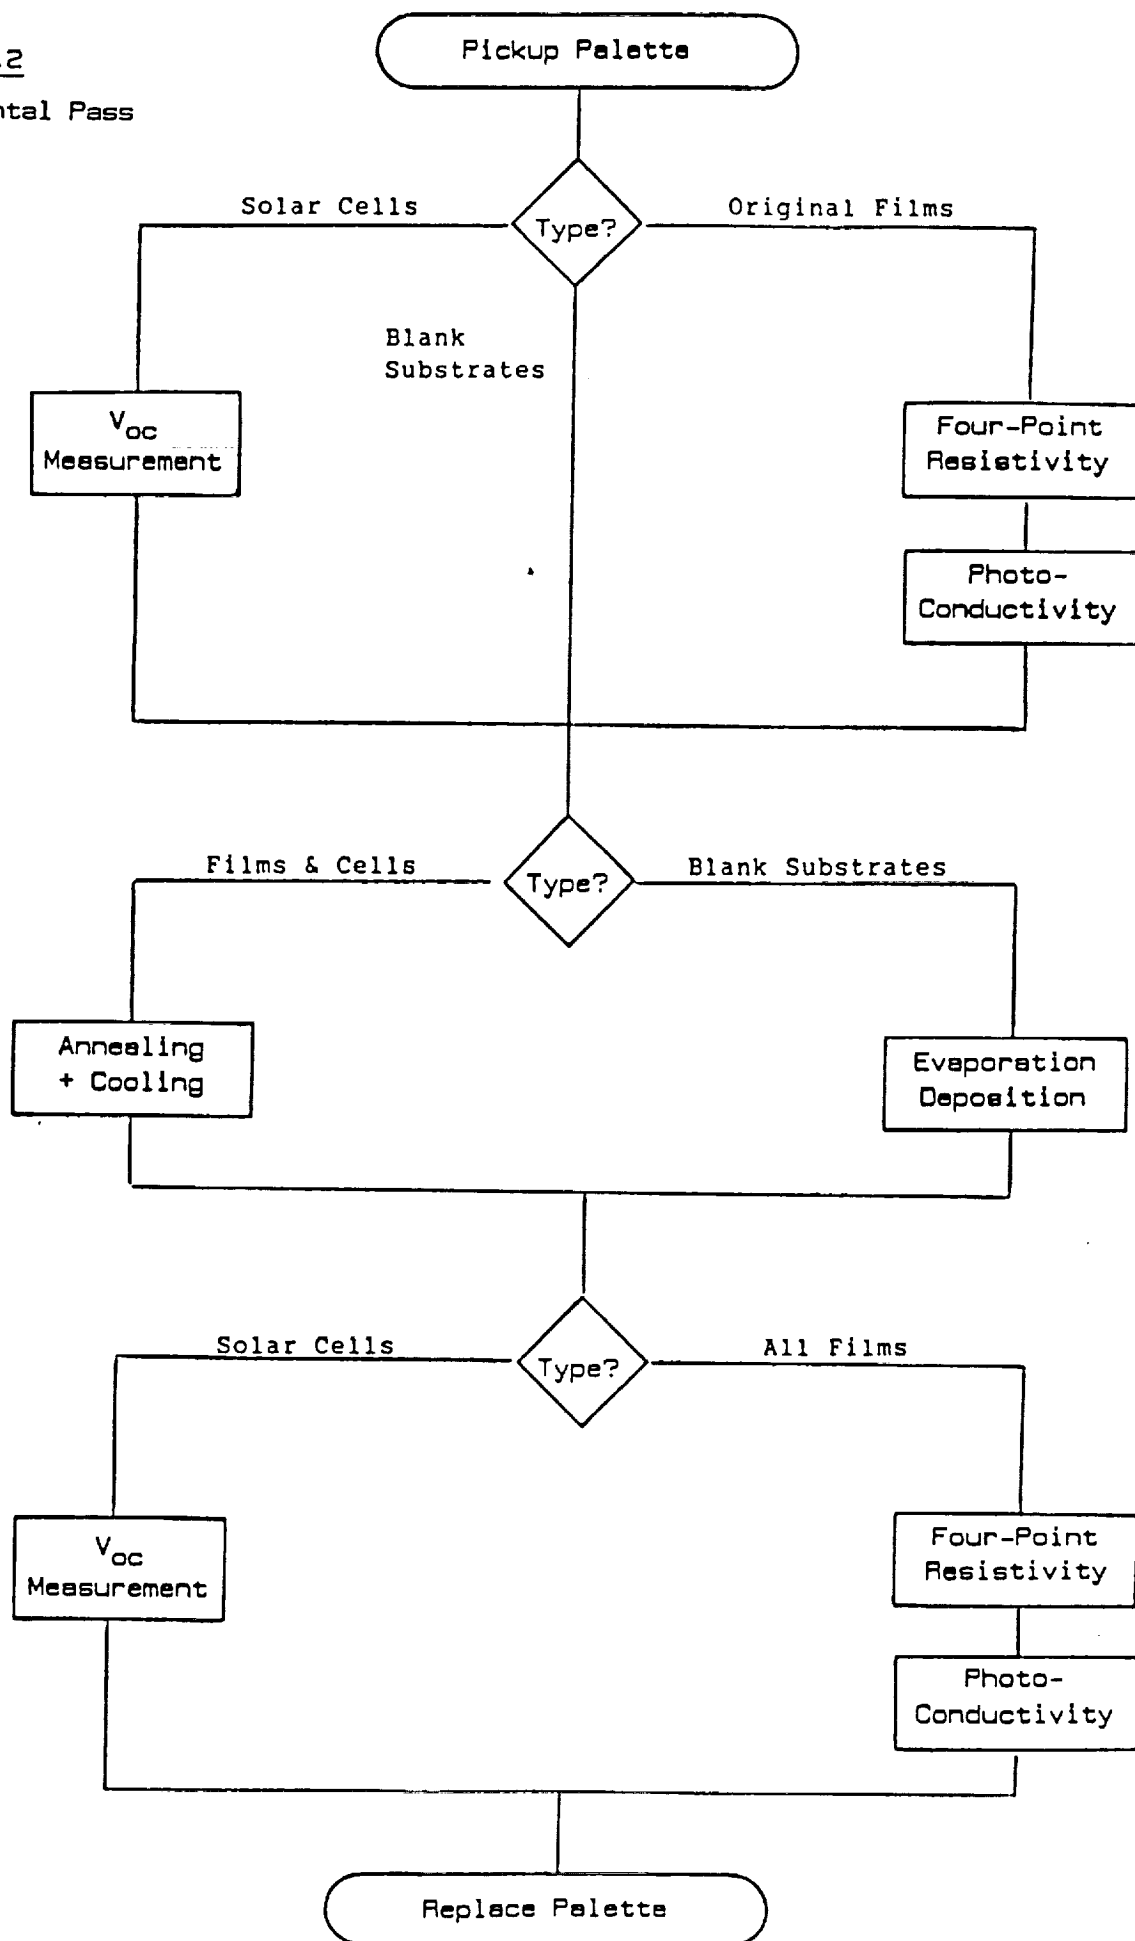 .2
ntal Pass
Pickup Palette
Type?
Solar Cells
Original Films
Blank
Substrates
Voc
Measurement
Four-Point
Resistivity
Photo-
Conductivity
Type?
Films & Cells
Blank Substrates
Annealing
+ Cooling
Evaporation
Deposition
Type?
Solar Cells
All Films
Voc
Measurement
Four-Point
Resistivity
Photo-
Conductivity
Replace Palette